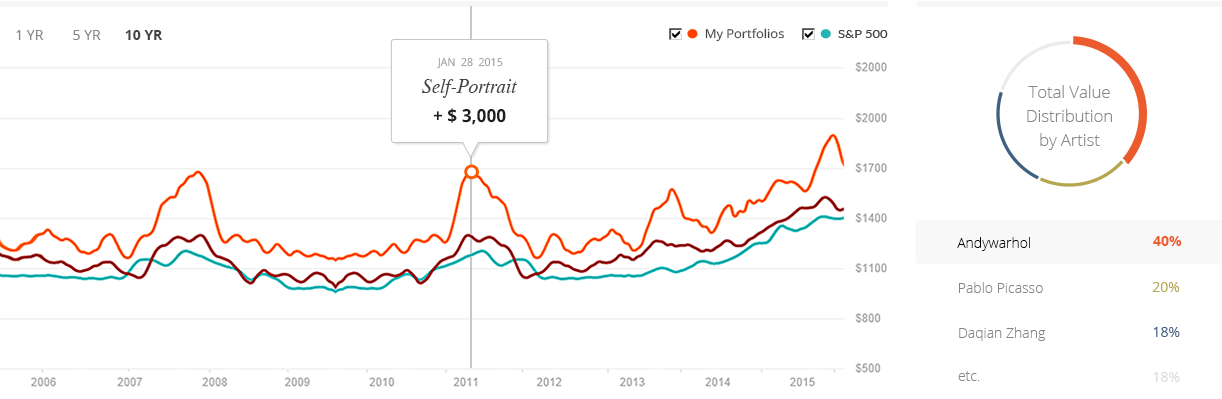 1 YR 5 YR 10 YR
My Portfolios S&P 500
JAN 28 2015
Self-Portrait
+ $ 3,000
$2000
$2000
$1700
$1400
$1100
$800
$500
2006 2007 2008 2009 2010 2011 2012 2013 2014 2015
Total Value
Distribution
by Artist
Andywarhol 40%
Pablo Picasso 20%
Daqian Zhang 18%
etc. 18%